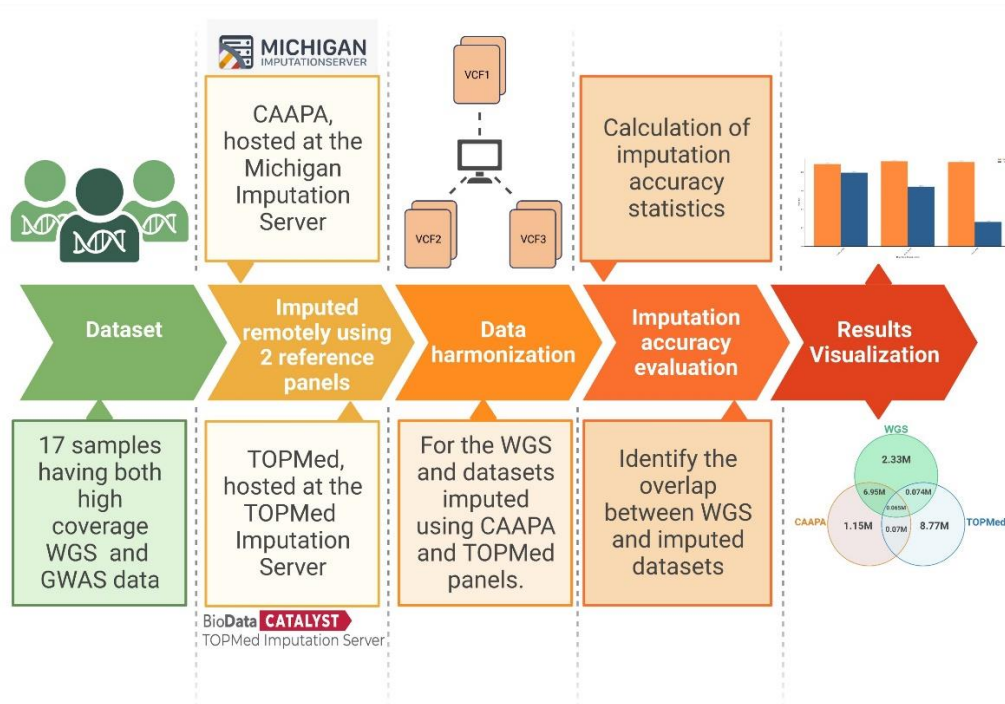 MICHIGAN
IMPUTATIONSERVER
CAAPA,
hosted at the
Michigan
Imputation
Server
VCF1
VCF2
VCF3
Calculation of
imputation
accuracy
statistics
Dataset
Imputed
remotely using
2 reference
panels
Data
harmonization
Imputation
accuracy
evaluation
Results
Visualization
17 samples
having both
high
coverage
WGS and
GWAS data
TOPMed,
hosted at the
TOPMed
Imputation
Server
BioData CATALYST
TOPMed Imputation Server
For the WGS
and datasets
imputed
using CAAPA
and TOPMed
panels.
Identify the
overlap
between WGS
and imputed
datasets
WGS
2.33M
6.95M
0.074M
0.065M
CAAPA
1.15M
0.07M
8.77M
TOPMed